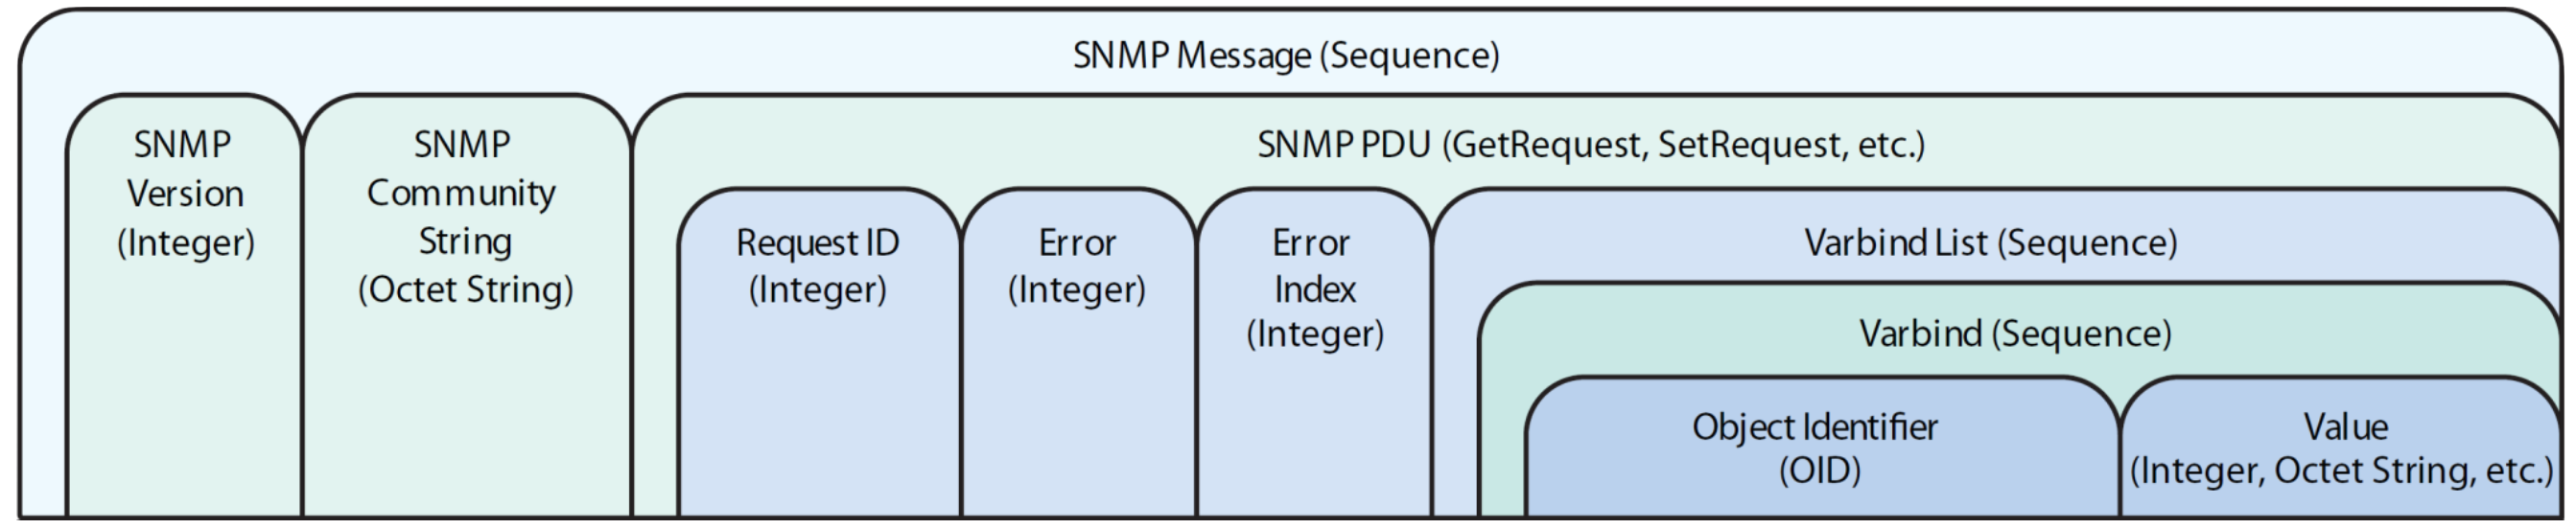 SNMP Message (Sequence)
SNMP
Version
(Integer)
SNMP
Community
String
(Octet String)
SNMP PDU (GetRequest, SetRequest, etc.)
Request ID
(Integer)
Error
(Integer)
Error
Index
(Integer)
Varbind List (Sequence)
Varbind (Sequence)
Object Identifier
(OID)
Value
(Integer, Octet String, etc.)